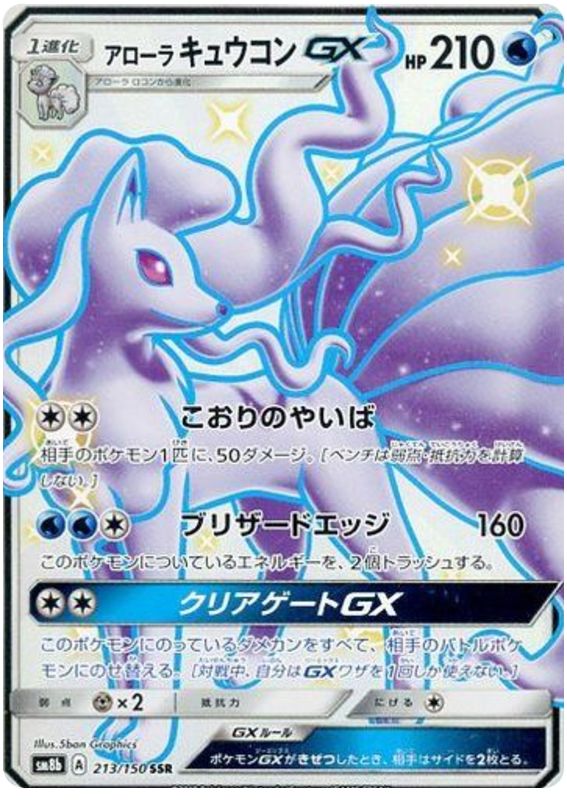 1進化 アローラ キュウコン GX HP 210
アローラ ロコンから進化
こおりのやいば
相手のポケモン1匹に、50ダメージ。[ベンチは弱点・抵抗力を計算
しない。]
ブリザードエッジ 160
このポケモンについているエネルギーを、2個トラッシュする。
クリアゲートGX
このポケモンにのっているダメカンをすべて、相手のバトルポケ
モンにのせ替える。[対戦中、自分はGXワザを1回しか使えない。]
弱点 ×2 抵抗力 にげる
Illus. 5ban Graphics
GXルール
sm8b A 213/150 SSR
ポケモンGXがきぜつしたとき、相手はサイドを2枚とる。